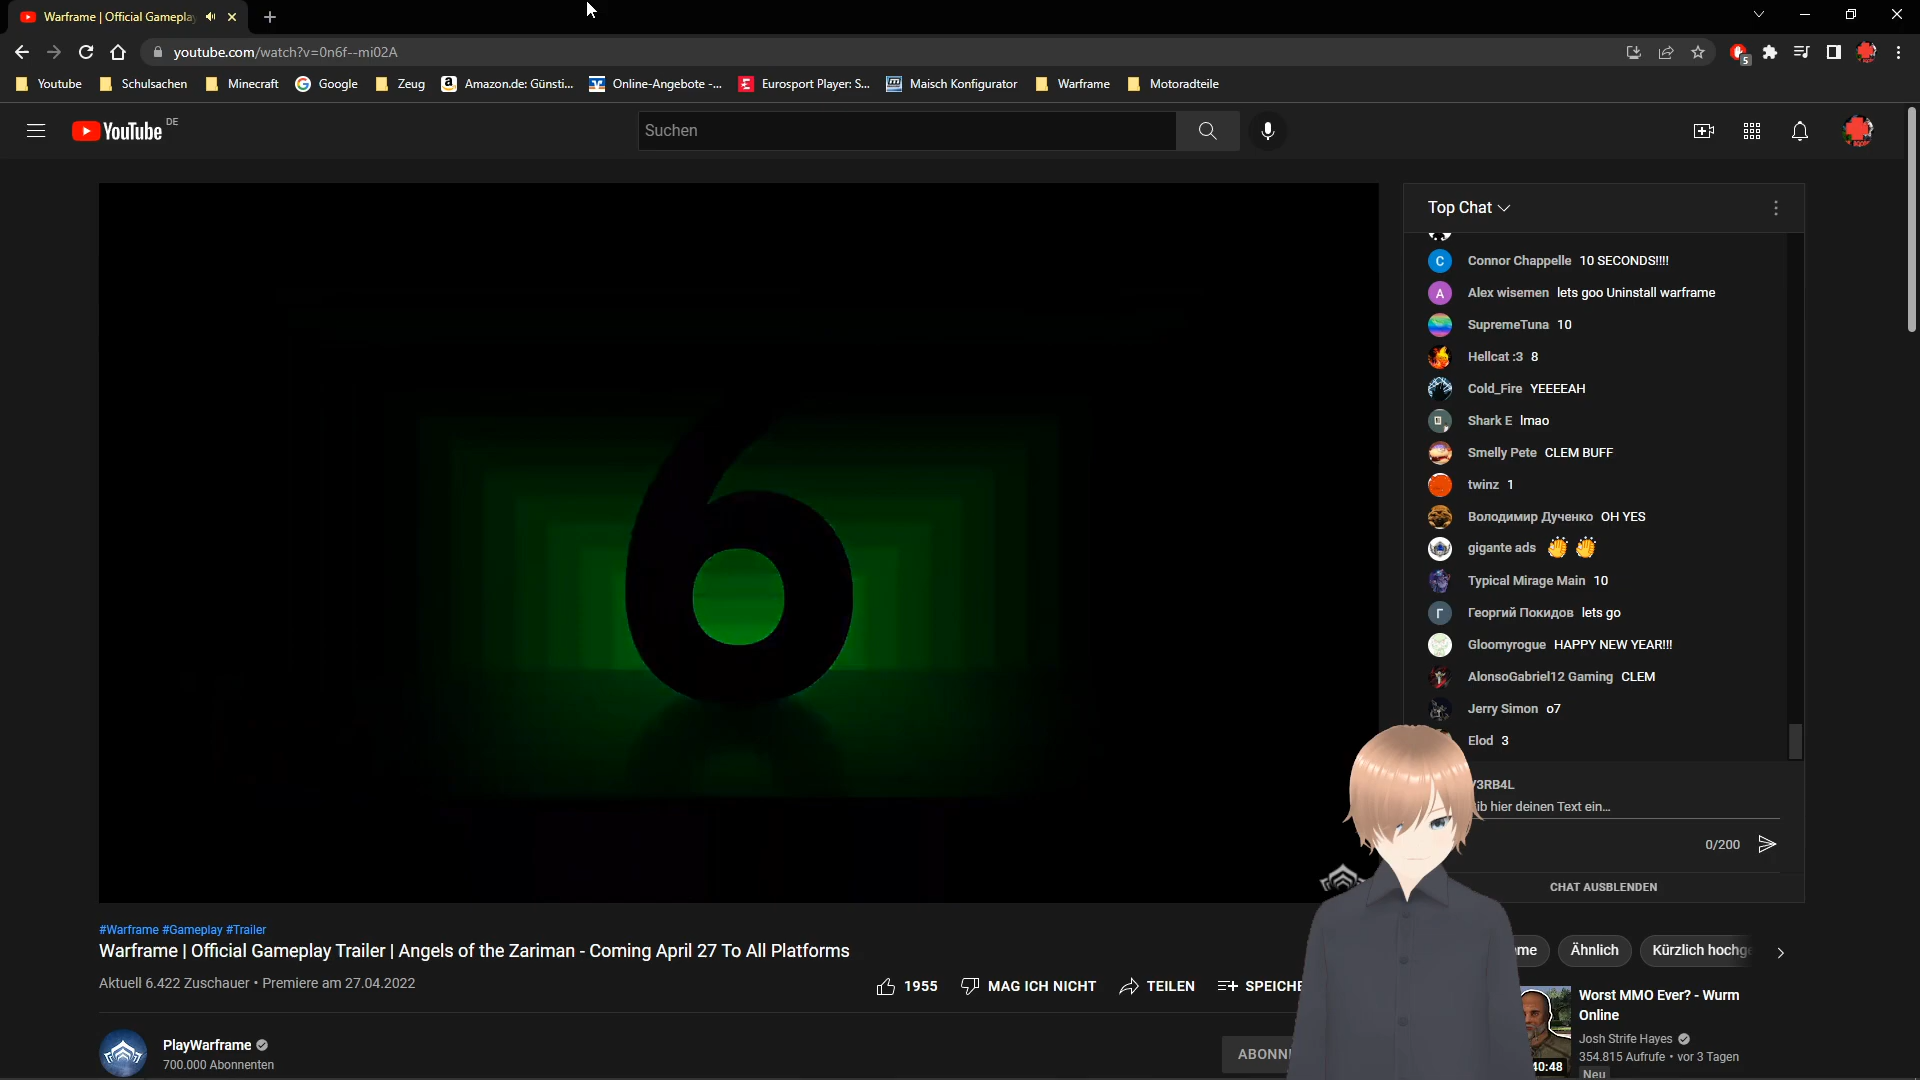 Warframe | Official Gameplay
youtube.com/watch?v=0n6f--mi02A
5
Youtube Schulsachen Minecraft Google Zeug Amazon.de: Günsti... Online-Angebote -... Eurosport Player: S... Maisch Konfigurator Warframe Motoradteile
YouTube DE
Suchen
6
Top Chat
Connor Chappelle 10 SECONDS!!!!
Alex wisemen lets goo Uninstall warframe
SupremeTuna 10
Hellcat :3 8
Cold_Fire YEEEEAH
Shark E lmao
Smelly Pete CLEM BUFF
twinz 1
Володимир Дученко OH YES
gigante ads 👏 👏
Typical Mirage Main 10
Георгий Покидов lets go
Gloomyrogue HAPPY NEW YEAR!!!
AlonsoGabriel12 Gaming CLEM
Jerry Simon o7
Elod 3
V3RB4L
ib hier deinen Text ein...
0/200
CHAT AUSBLENDEN
#Warframe #Gameplay #Trailer
Warframe | Official Gameplay Trailer | Angels of the Zariman - Coming April 27 To All Platforms
Aktuell 6.422 Zuschauer • Premiere am 27.04.2022
1955 MAG ICH NICHT TEILEN SPEICHE
PlayWarframe
700.000 Abonnenten
ABONN
me Ähnlich Kürzlich hochge
Worst MMO Ever? - Wurm
Online
Josh Strife Hayes
354.815 Aufrufe • vor 3 Tagen
Neu
40:48